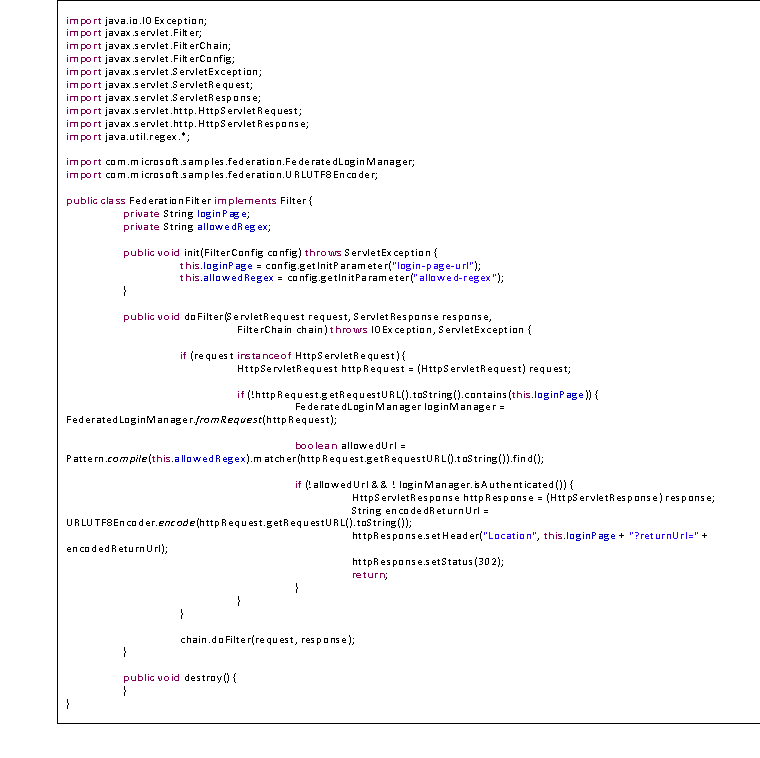 import java.io.IOException;
import javax.servlet.Filter;
import javax.servlet.FilterChain;
import javax.servlet.FilterConfig;
import javax.servlet.ServletException;
import javax.servlet.ServletRequest;
import javax.servlet.ServletResponse;
import javax.servlet.http.HttpServletRequest;
import javax.servlet.http.HttpServletResponse;
import java.util.regex.*;
import com.microsoft.samples.federation.FederatedLoginManager;
import com.microsoft.samples.federation.URLUTF8Encoder;
public class FederationFilter implements Filter {
private String loginPage;
private String allowedRegex;
public void init(FilterConfig config) throws ServletException {
this.loginPage = config.getInitParameter("login-page-url");
this.allowedRegex = config.getInitParameter("allowed-regex");
}
public void doFilter(ServletRequest request, ServletResponse response,
FilterChain chain) throws IOException, ServletException {
if (request instanceof HttpServletRequest) {
HttpServletRequest httpRequest = (HttpServletRequest) request;
if (!httpRequest.getRequestURL().toString().contains(this.loginPage)) {
FederatedLoginManager loginManager =
FederatedLoginManager.fromRequest(httpRequest);
boolean allowedUrl =
Pattern.compile(this.allowedRegex).matcher(httpRequest.getRequestURL().toString()).find();
if (!allowedUrl && ! loginManager.isAuthenticated()) {
HttpServletResponse httpResponse = (HttpServletResponse) response;
String encodedReturnUrl =
URLUTF8Encoder.encode(httpRequest.getRequestURL().toString());
httpResponse.setHeader("Location", this.loginPage + "?returnUrl=" +
encodedReturnUrl);
httpResponse.setStatus(302);
return;
}
}
}
chain.doFilter(request, response);
}
public void destroy() {
}
}